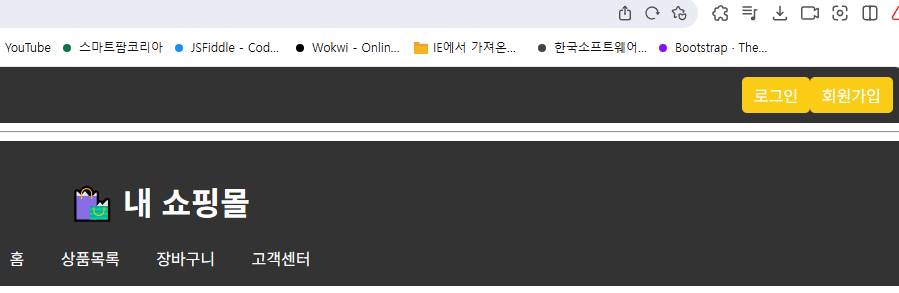 YouTube 스마트팜코리아 JSFiddle - Cod... Wokwi - Onlin... IE에서 가져온... 한국소프트웨어... Bootstrap · The...
로그인 회원가입
내 쇼핑몰
홈 상품목록 장바구니 고객센터